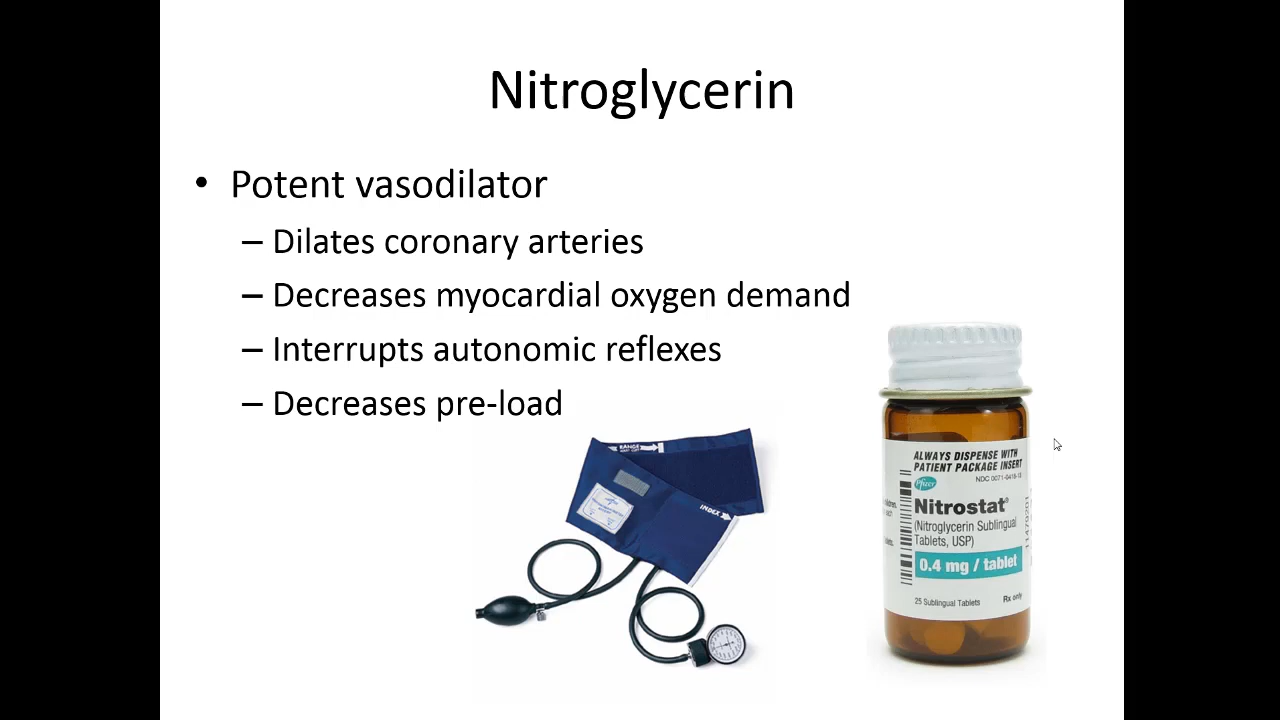 Nitroglycerin
• Potent vasodilator
– Dilates coronary arteries
– Decreases myocardial oxygen demand
– Interrupts autonomic reflexes
– Decreases pre-load
RANGE
INDEX
ALWAYS DISPENSE WITH
PATIENT PACKAGE INSERT
Pfizer
Nitrostat®
(Nitroglycerin Sublingual
Tablets, USP)
0.4 mg / tablet
25 Sublingual Tablets
Rx only